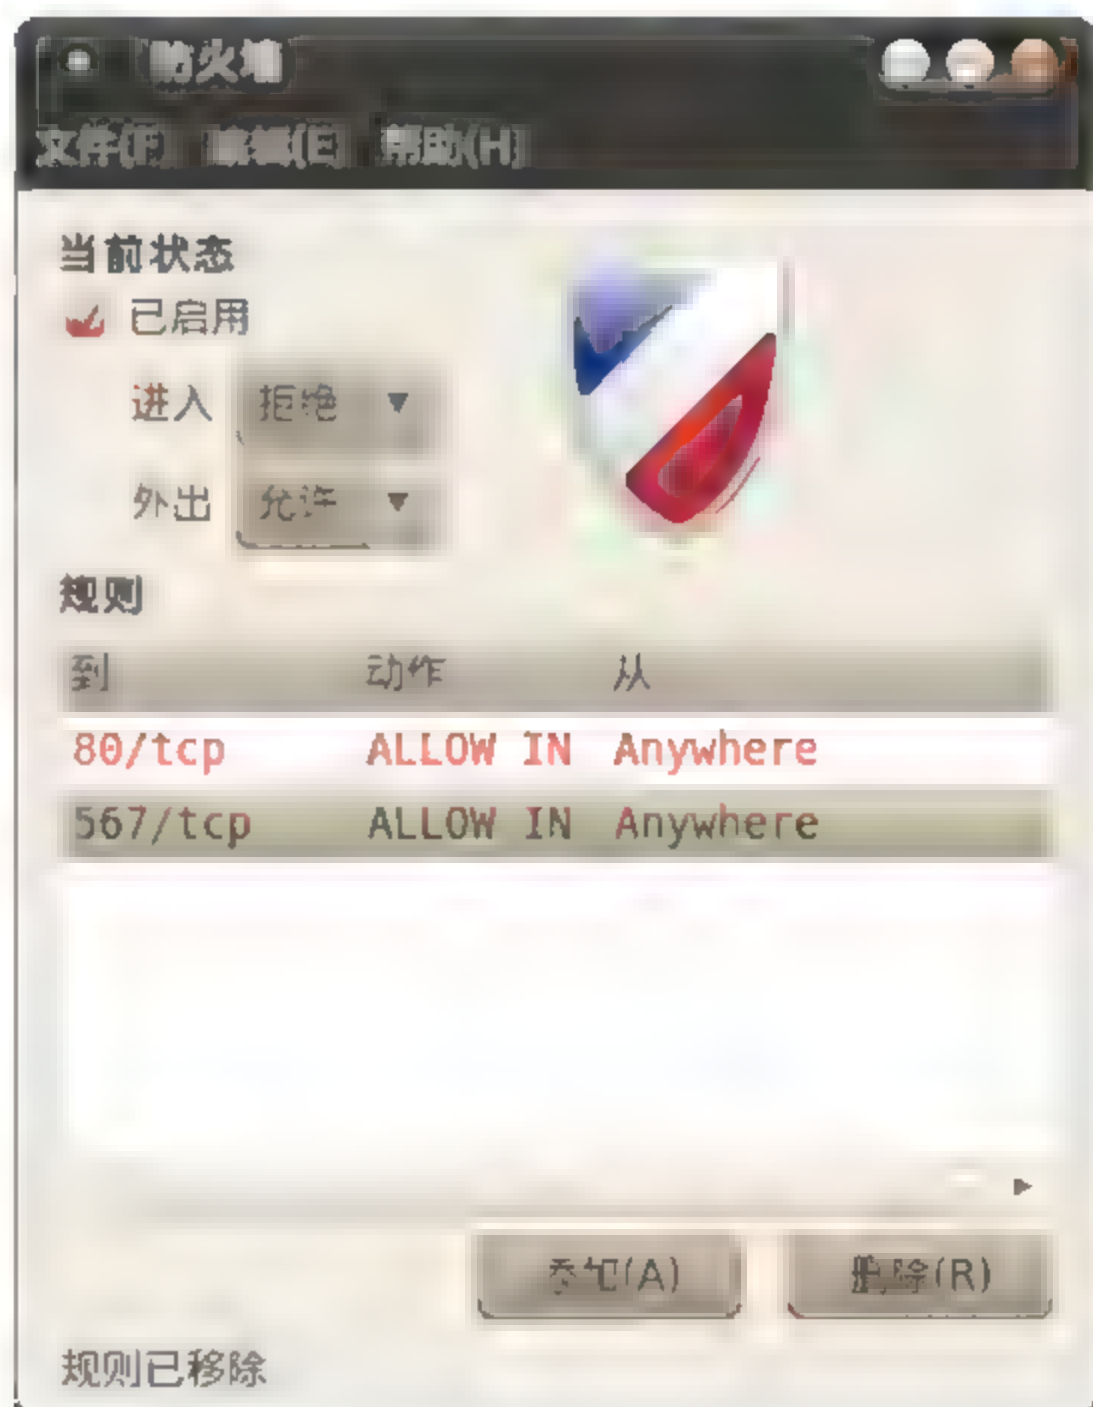 防火墙
文件(F) 编辑(E) 帮助(H)
当前状态
已启用
进入 拒绝
外出 允许
规则
到 动作 从
80/tcp ALLOW IN Anywhere
567/tcp ALLOW IN Anywhere
添加(A) 删除(R)
规则已移除